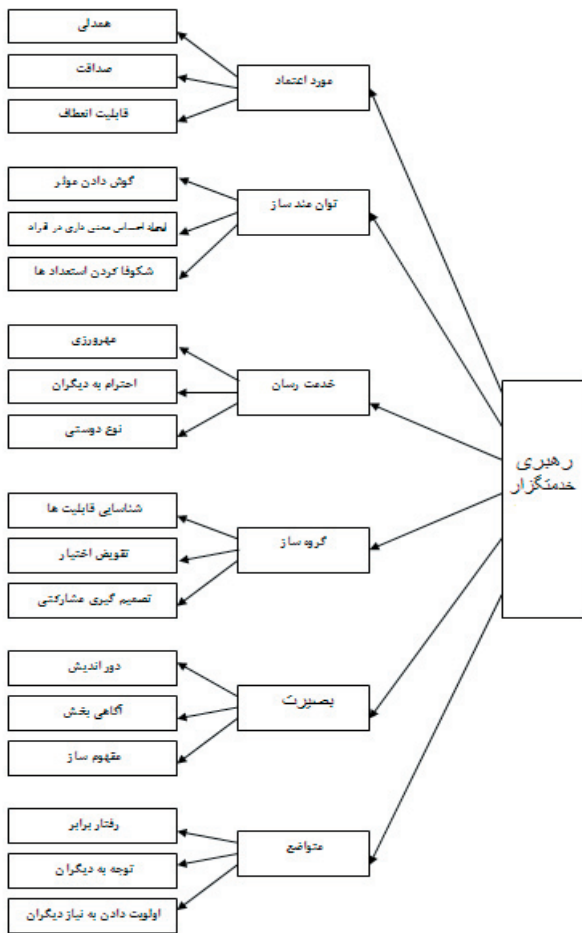 رهبری
خدمتگزار
مورد اعتماد
همدلی
صداقت
قابلیت انعطاف
توان مند ساز
گوش دادن موثر
ایجاد احساس معنی داری در افراد
شکوفا کردن استعداد ها
خدمت رسان
مهرورزی
احترام به دیگران
نوع دوستی
گروه ساز
شناسایی قابلیت ها
تفویض اختیار
تصمیم گیری مشارکتی
بصیرت
دور اندیش
آگاهی بخش
مفهوم ساز
متواضع
رفتار برابر
توجه به دیگران
اولویت دادن به نیاز دیگران